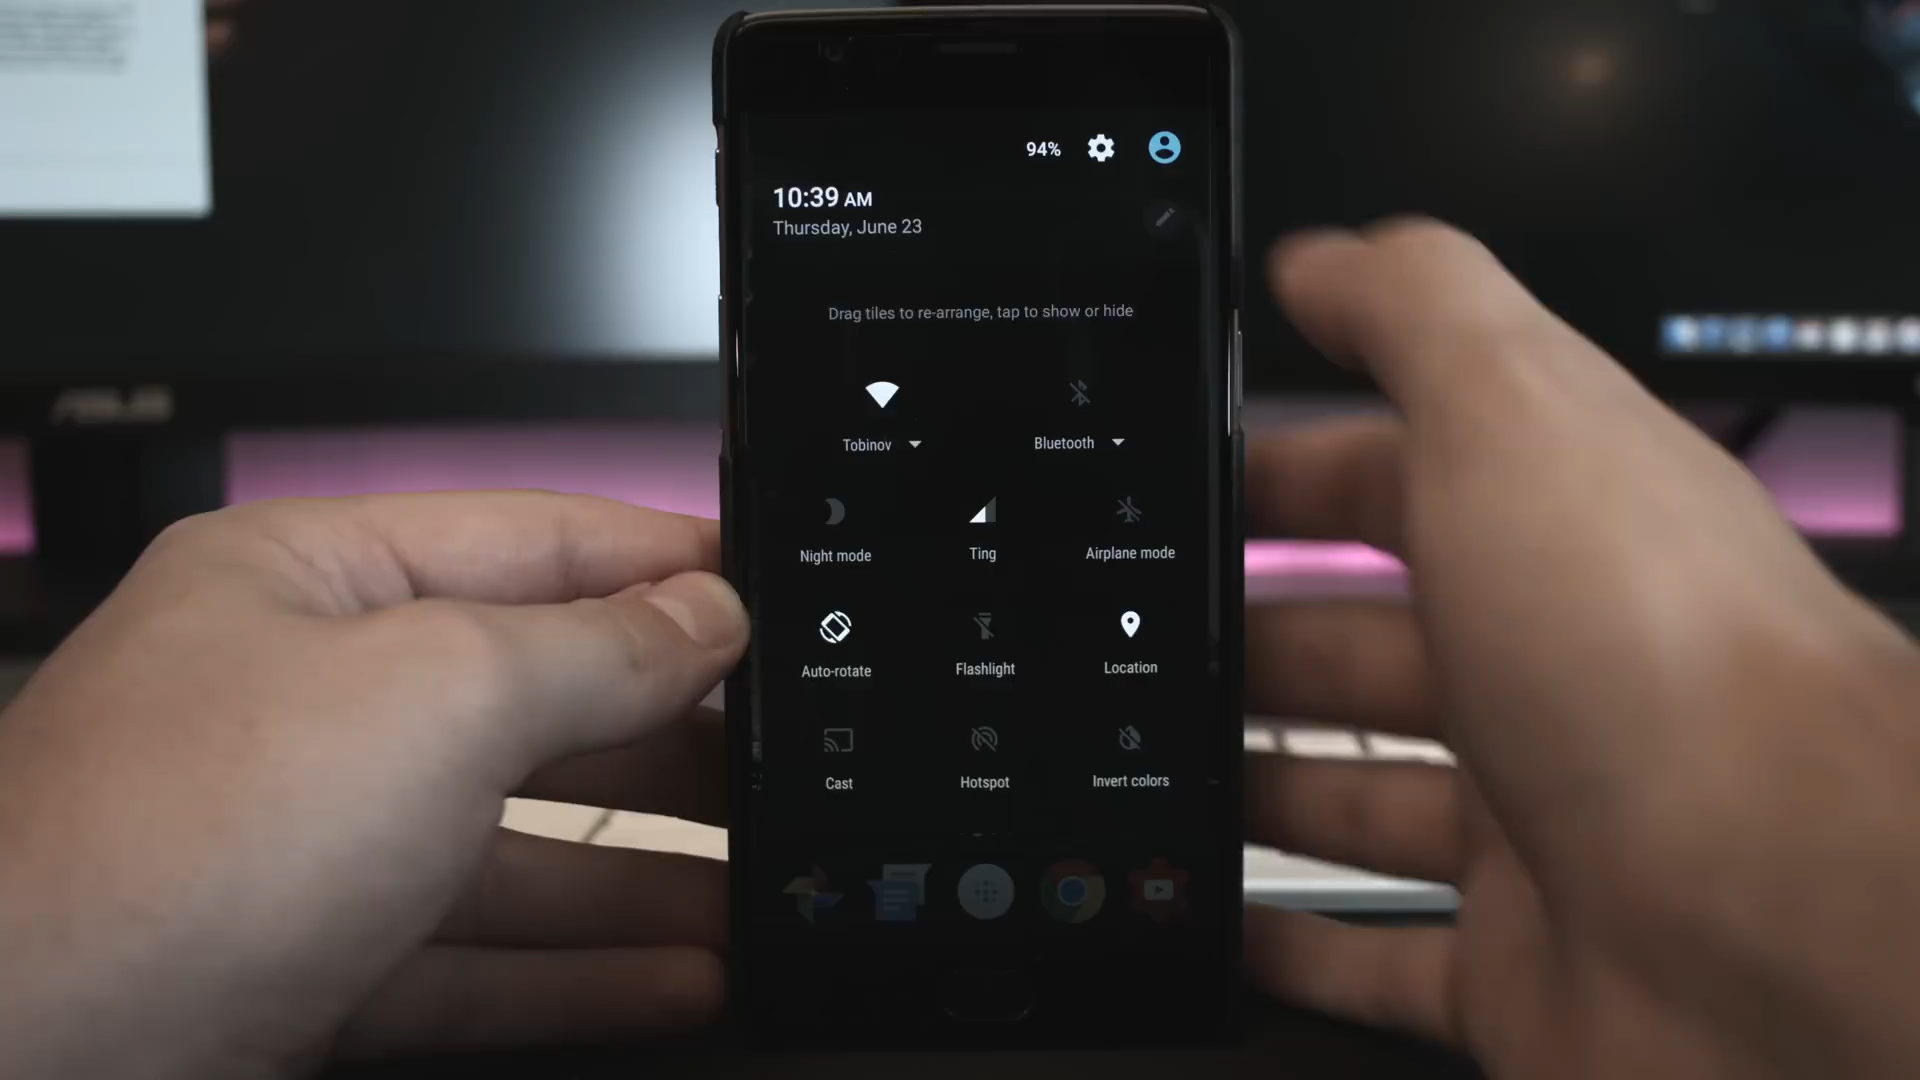 94%
10:39 AM
Thursday, June 23
Drag tiles to re-arrange, tap to show or hide
Tobinov
Bluetooth
Night mode
Ting
Airplane mode
Auto-rotate
Flashlight
Location
Cast
Hotspot
Invert colors
ASUS